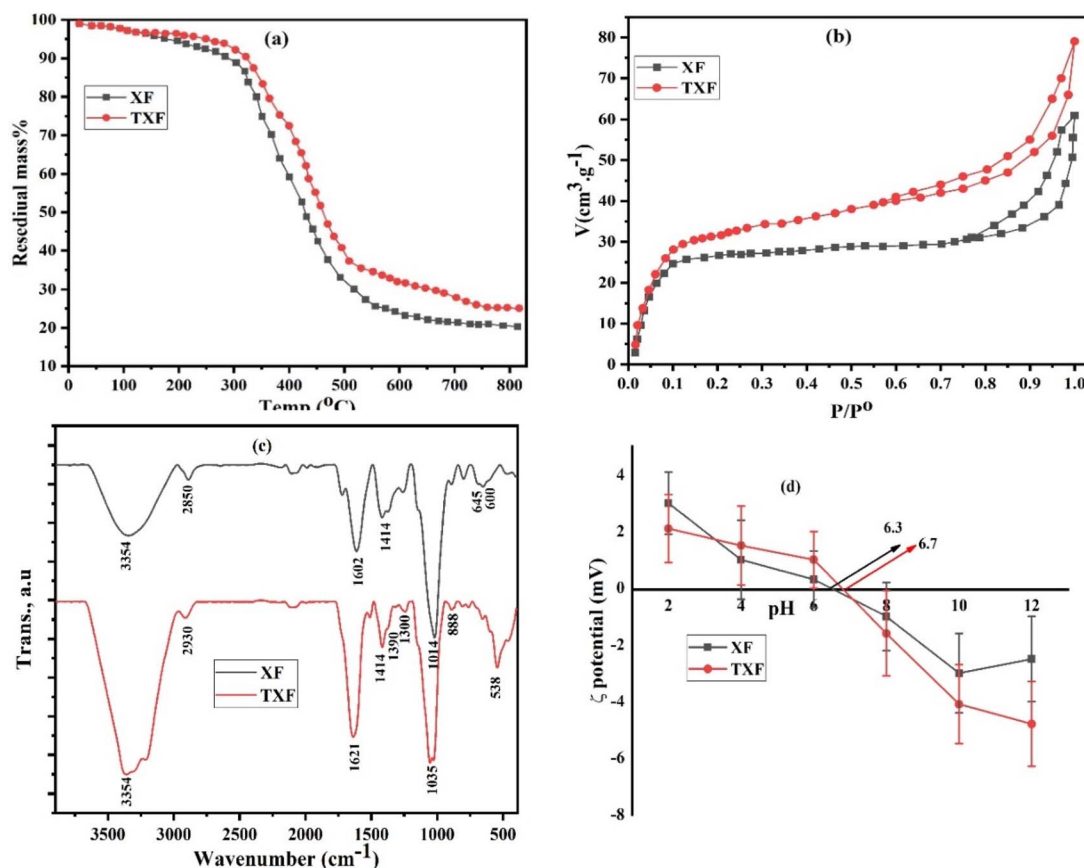 (a)
XF
TXF
Resediual mass%
100
90
80
70
60
50
40
30
20
10
0 100 200 300 400 500 600 700 800
Temp (°C)
(b)
XF
TXF
V(cm³.g⁻¹)
80
70
60
50
40
30
20
10
0
0.0 0.1 0.2 0.3 0.4 0.5 0.6 0.7 0.8 0.9 1.0
P/P⁰
(c)
2850
3354
1602
1414
1014
645
600
2930
3354
1621
1414
1390
1300
1035
888
538
XF
TXF
Trans., a.u
3500 3000 2500 2000 1500 1000 500
Wavenumber (cm⁻¹)
(d)
6.3
6.7
ζ potential (mV)
4
2
0
-2
-4
-6
-8
2 4 6 8 10 12
pH
XF
TXF